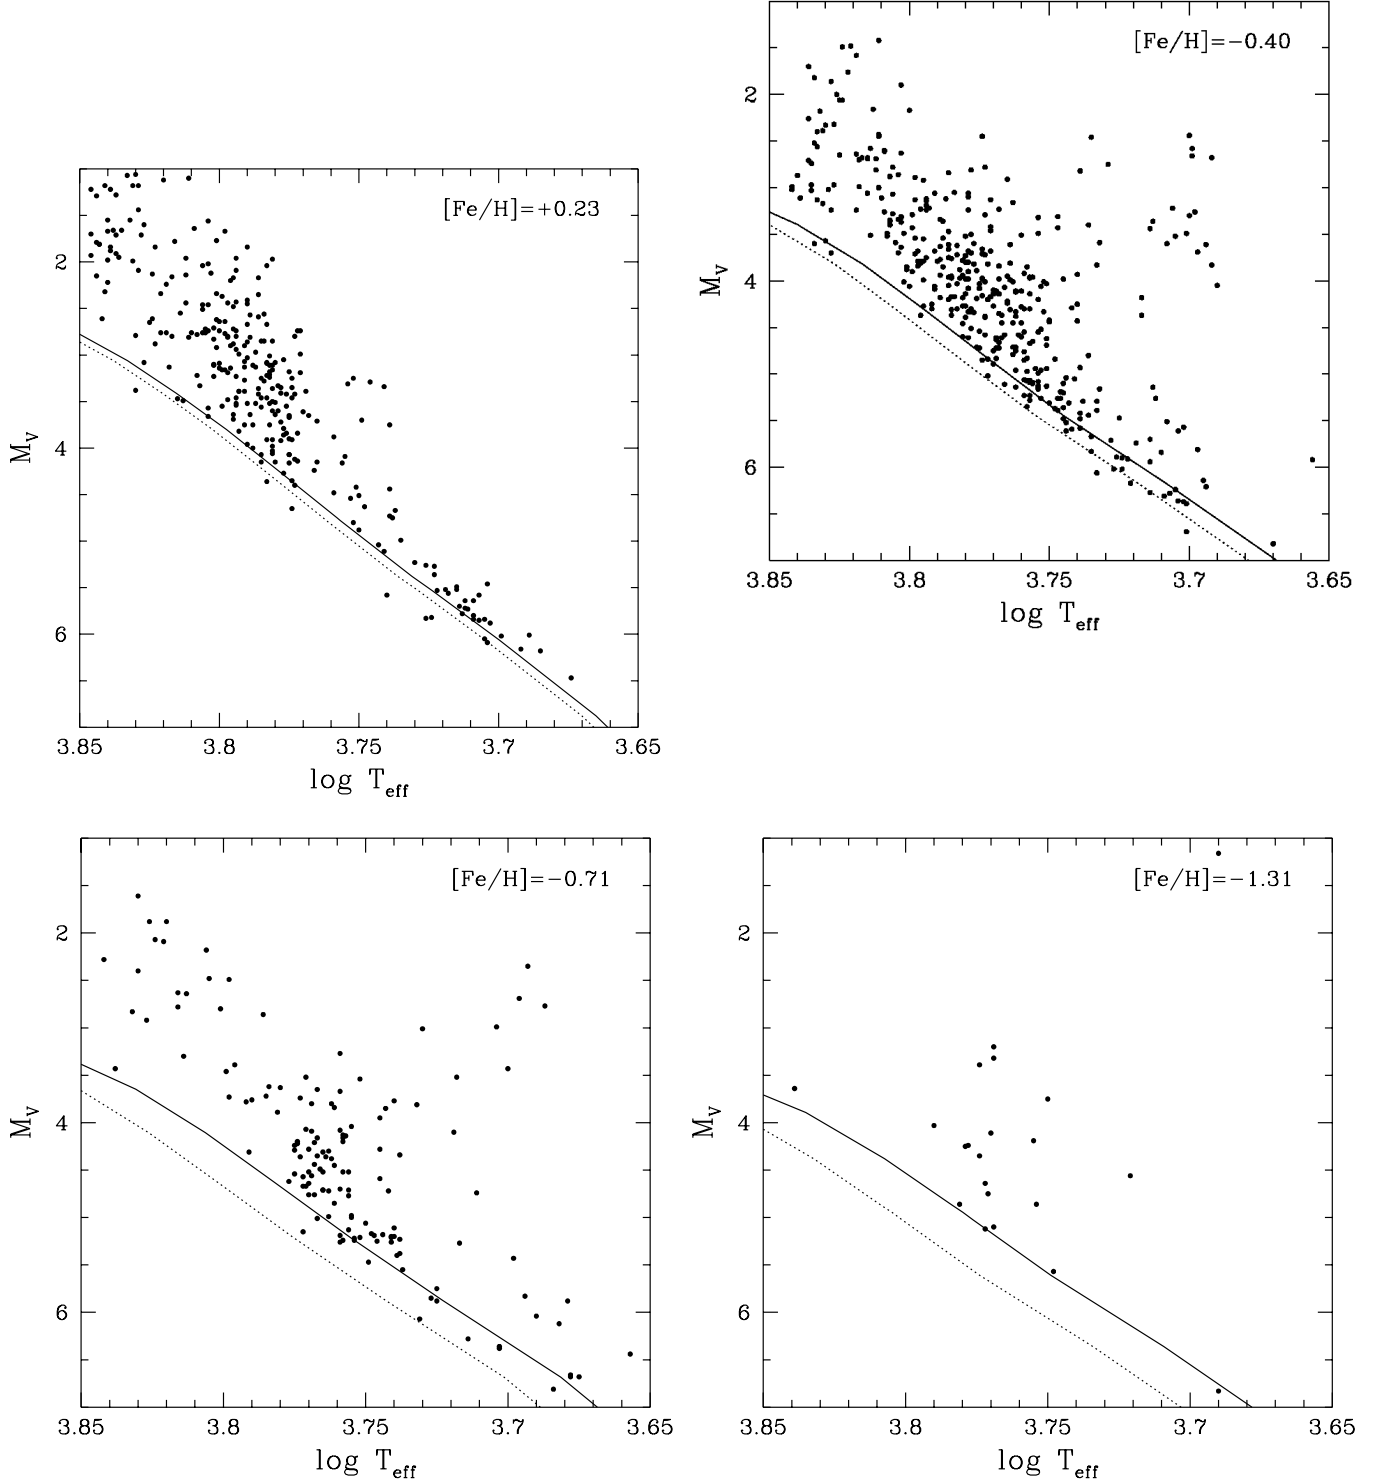 [Fe/H]=−0.40
2
4
6
M_V
3.85 3.8 3.75 3.7 3.65
log T_eff
[Fe/H]=+0.23
2
4
6
M_V
3.85 3.8 3.75 3.7 3.65
log T_eff
[Fe/H]=−0.71
2
4
6
M_V
3.85 3.8 3.75 3.7 3.65
log T_eff
[Fe/H]=−1.31
2
4
6
M_V
3.85 3.8 3.75 3.7 3.65
log T_eff